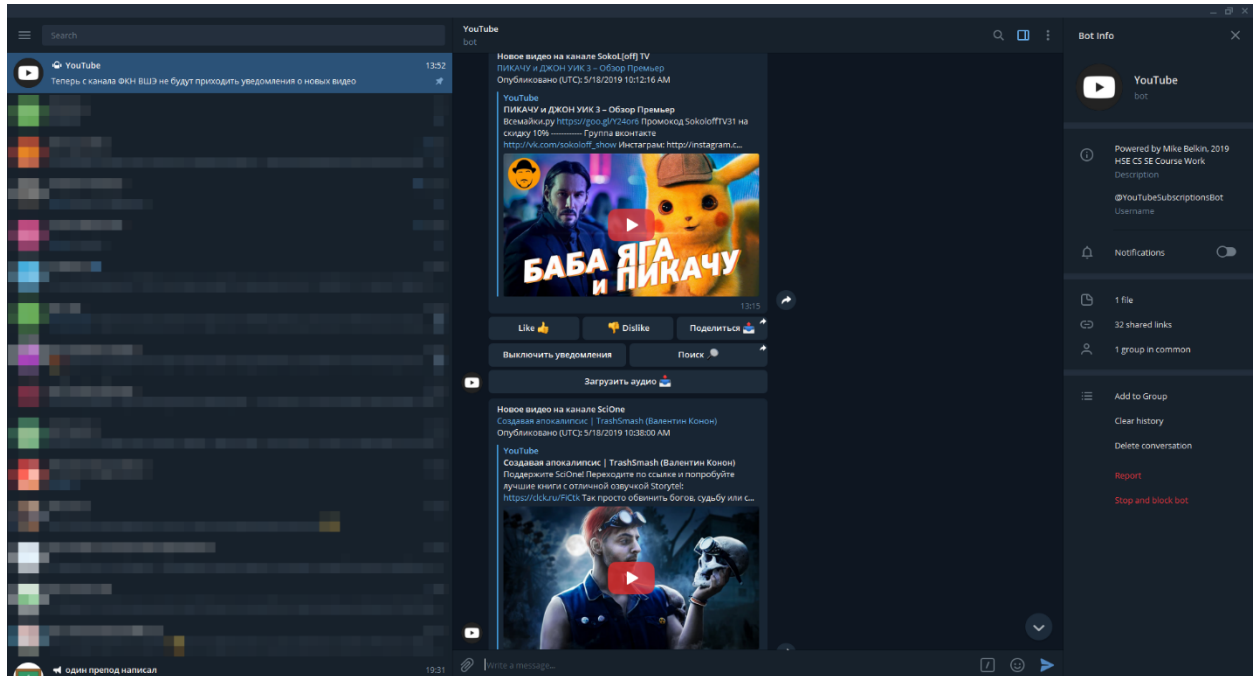 Search
YouTube
13:52
Теперь с канала ФКН ВШЭ не будут приходить уведомления о новых видео
один препод написал
19:31
YouTube
bot
Новое видео на канале SokoL[off] TV
ПИКАЧУ и ДЖОН УИК 3 – Обзор Премьер
Опубликовано (UTC): 5/18/2019 10:12:16 AM
YouTube
ПИКАЧУ и ДЖОН УИК 3 – Обзор Премьер
Всемайки.ру https://goo.gl/Y24or6 Промокод SokoloffTV31 на
скидку 10% ----------- Группа вконтакте
http://vk.com/sokoloff_show Инстаграм: http://instagram.c...
БАБА ЯГА
и ПИКАЧУ
13:15
Like 👍
👎 Dislike
Поделиться 📤
Выключить уведомления
Поиск 🔎
Загрузить аудио 📤
Новое видео на канале SciOne
Создавая апокалипсис | TrashSmash (Валентин Конон)
Опубликовано (UTC): 5/18/2019 10:38:00 AM
YouTube
Создавая апокалипсис | TrashSmash (Валентин Конон)
Поддержите SciOne! Переходите по ссылке и попробуйте
лучшие книги с отличной озвучкой Storytel:
https://clck.ru/FiCtk Так просто обвинить богов, судьбу или с...
Write a message...
Bot Info
YouTube
bot
Powered by Mike Belkin, 2019
HSE CS SE Course Work
Description
@YouTubeSubscriptionsBot
Username
Notifications
1 file
32 shared links
1 group in common
Add to Group
Clear history
Delete conversation
Report
Stop and block bot